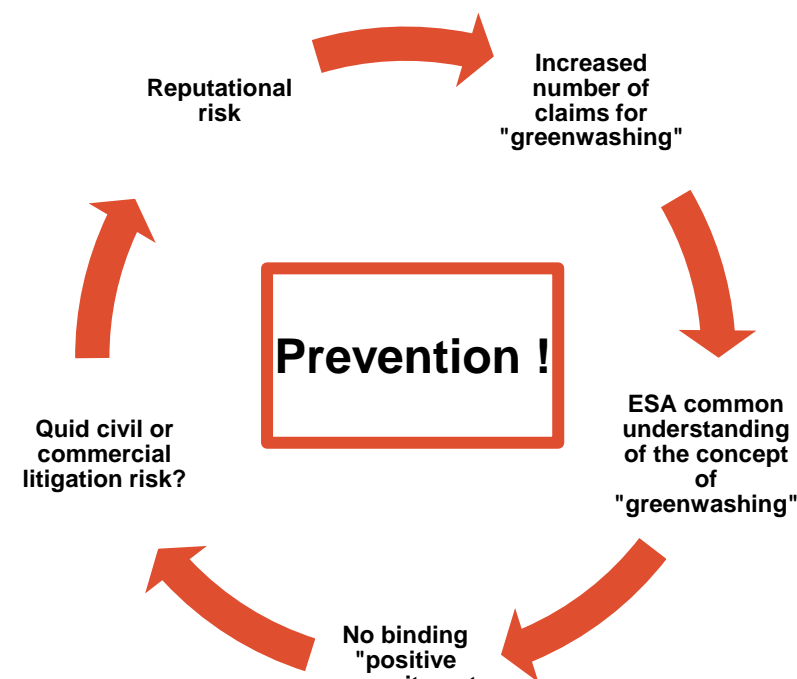 Reputational
risk
Increased
number of
claims for
"greenwashing"
Prevention !
ESA common
understanding
of the concept
of
"greenwashing"
No binding
"positive
Quid civil or
commercial
litigation risk?